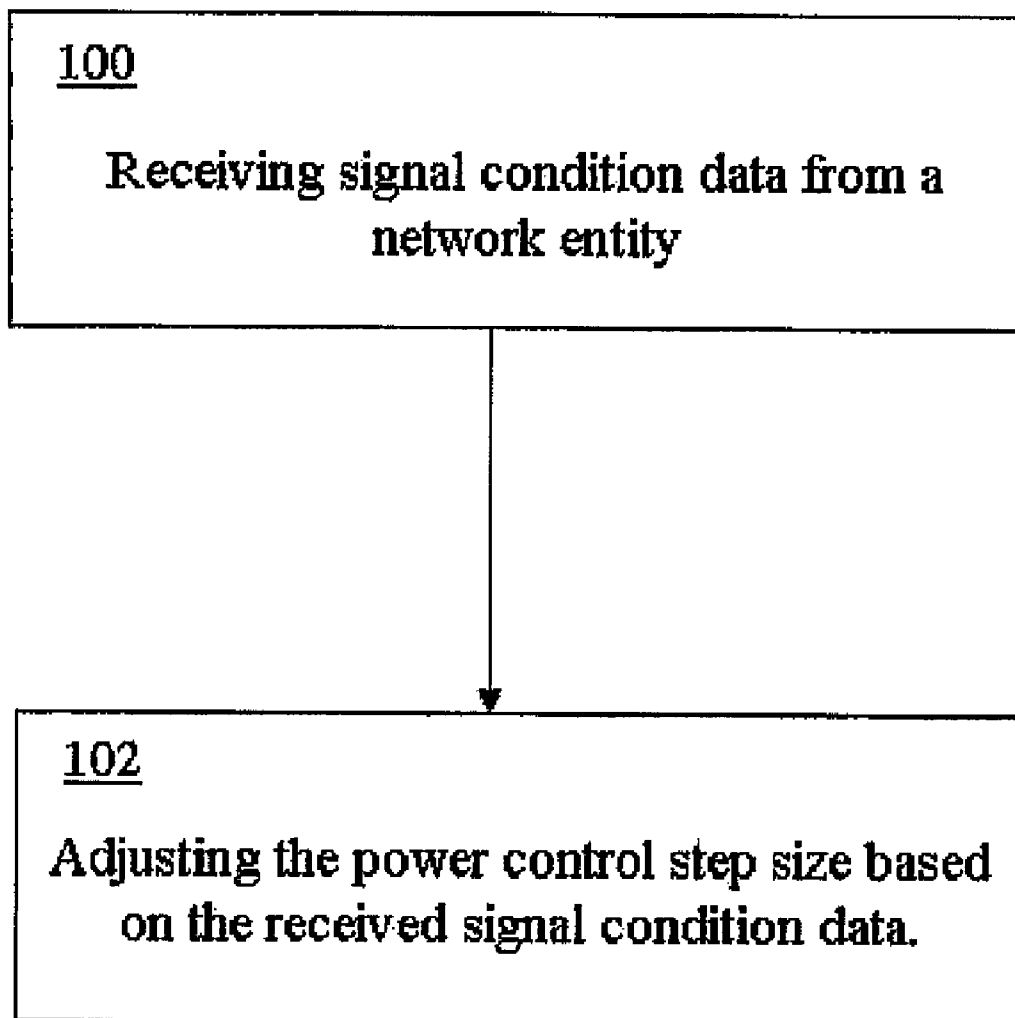 100
Receiving signal condition data from a
network entity
102
Adjusting the power control step size based
on the received signal condition data.